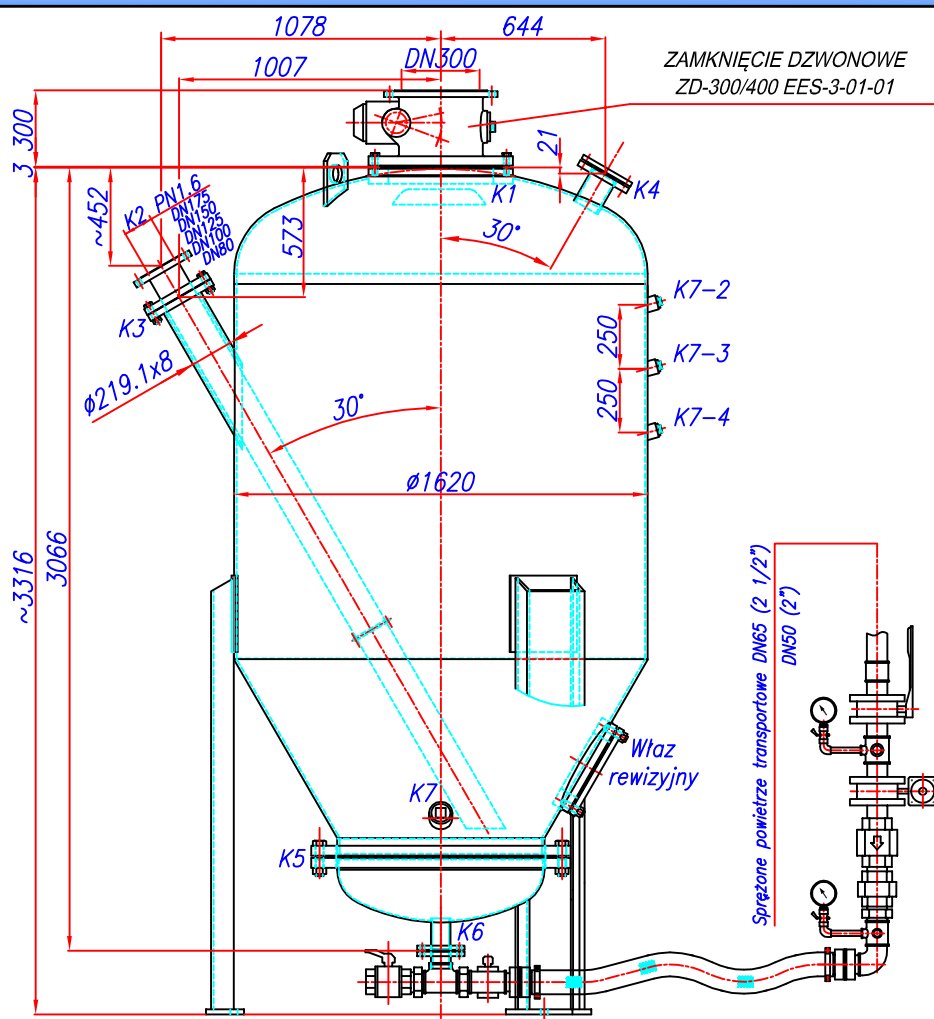 1078
644
1007
DN300
ZAMKNIĘCIE DZWONOWE
ZD-300/400 EES-3-01-01
300
3
21
K1
K4
~452
K2 PN1.6
DN175
DN150
DN125
DN100
DN80
573
30°
K7-2
K3
250
K7-3
ø219.1x8
250
30°
K7-4
ø1620
~3316
3066
Sprężone powietrze transportowe DN65 (2 1/2")
DN50 (2")
Właz
rewizyjny
K7
K5
K6